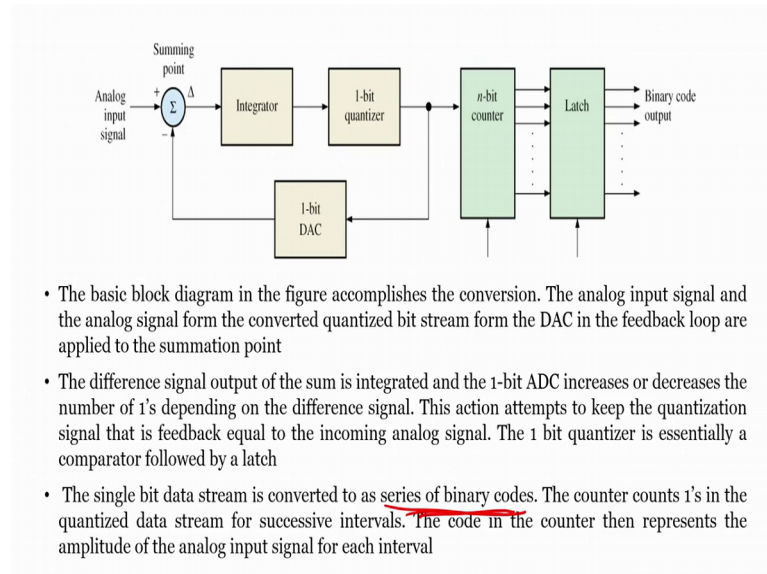 Summing
point
Analog
input
signal
+
Δ
Σ
−
Integrator
1-bit
quantizer
n-bit
counter
Latch
Binary code
output
1-bit
DAC
• The basic block diagram in the figure accomplishes the conversion. The analog input signal and
the analog signal form the converted quantized bit stream form the DAC in the feedback loop are
applied to the summation point
• The difference signal output of the sum is integrated and the 1-bit ADC increases or decreases the
number of 1's depending on the difference signal. This action attempts to keep the quantization
signal that is feedback equal to the incoming analog signal. The 1 bit quantizer is essentially a
comparator followed by a latch
• The single bit data stream is converted to as series of binary codes. The counter counts 1's in the
quantized data stream for successive intervals. The code in the counter then represents the
amplitude of the analog input signal for each interval